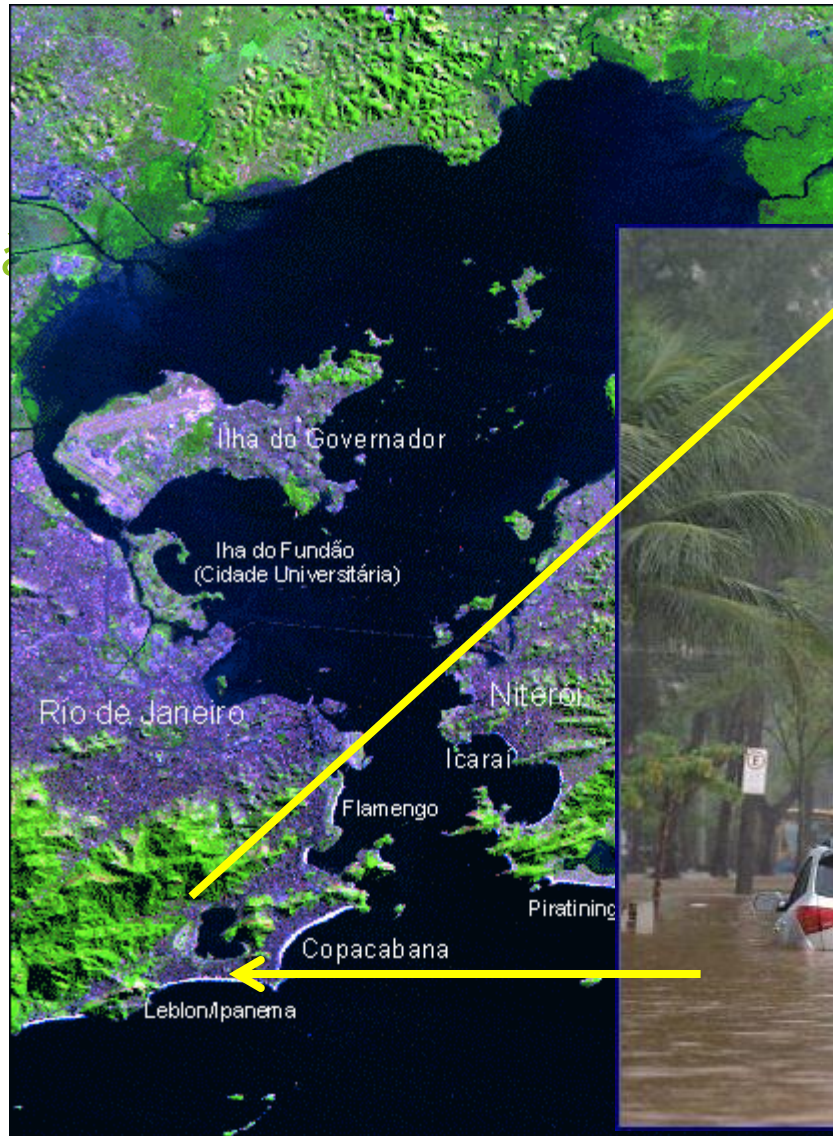 a
Ilha do Governador
Iha do Fundão
(Cidade Universitária)
Rio de Janeiro
Niterói
Icaraí
Flamengo
Piratining
Copacabana
Leblon/Ipanema
E